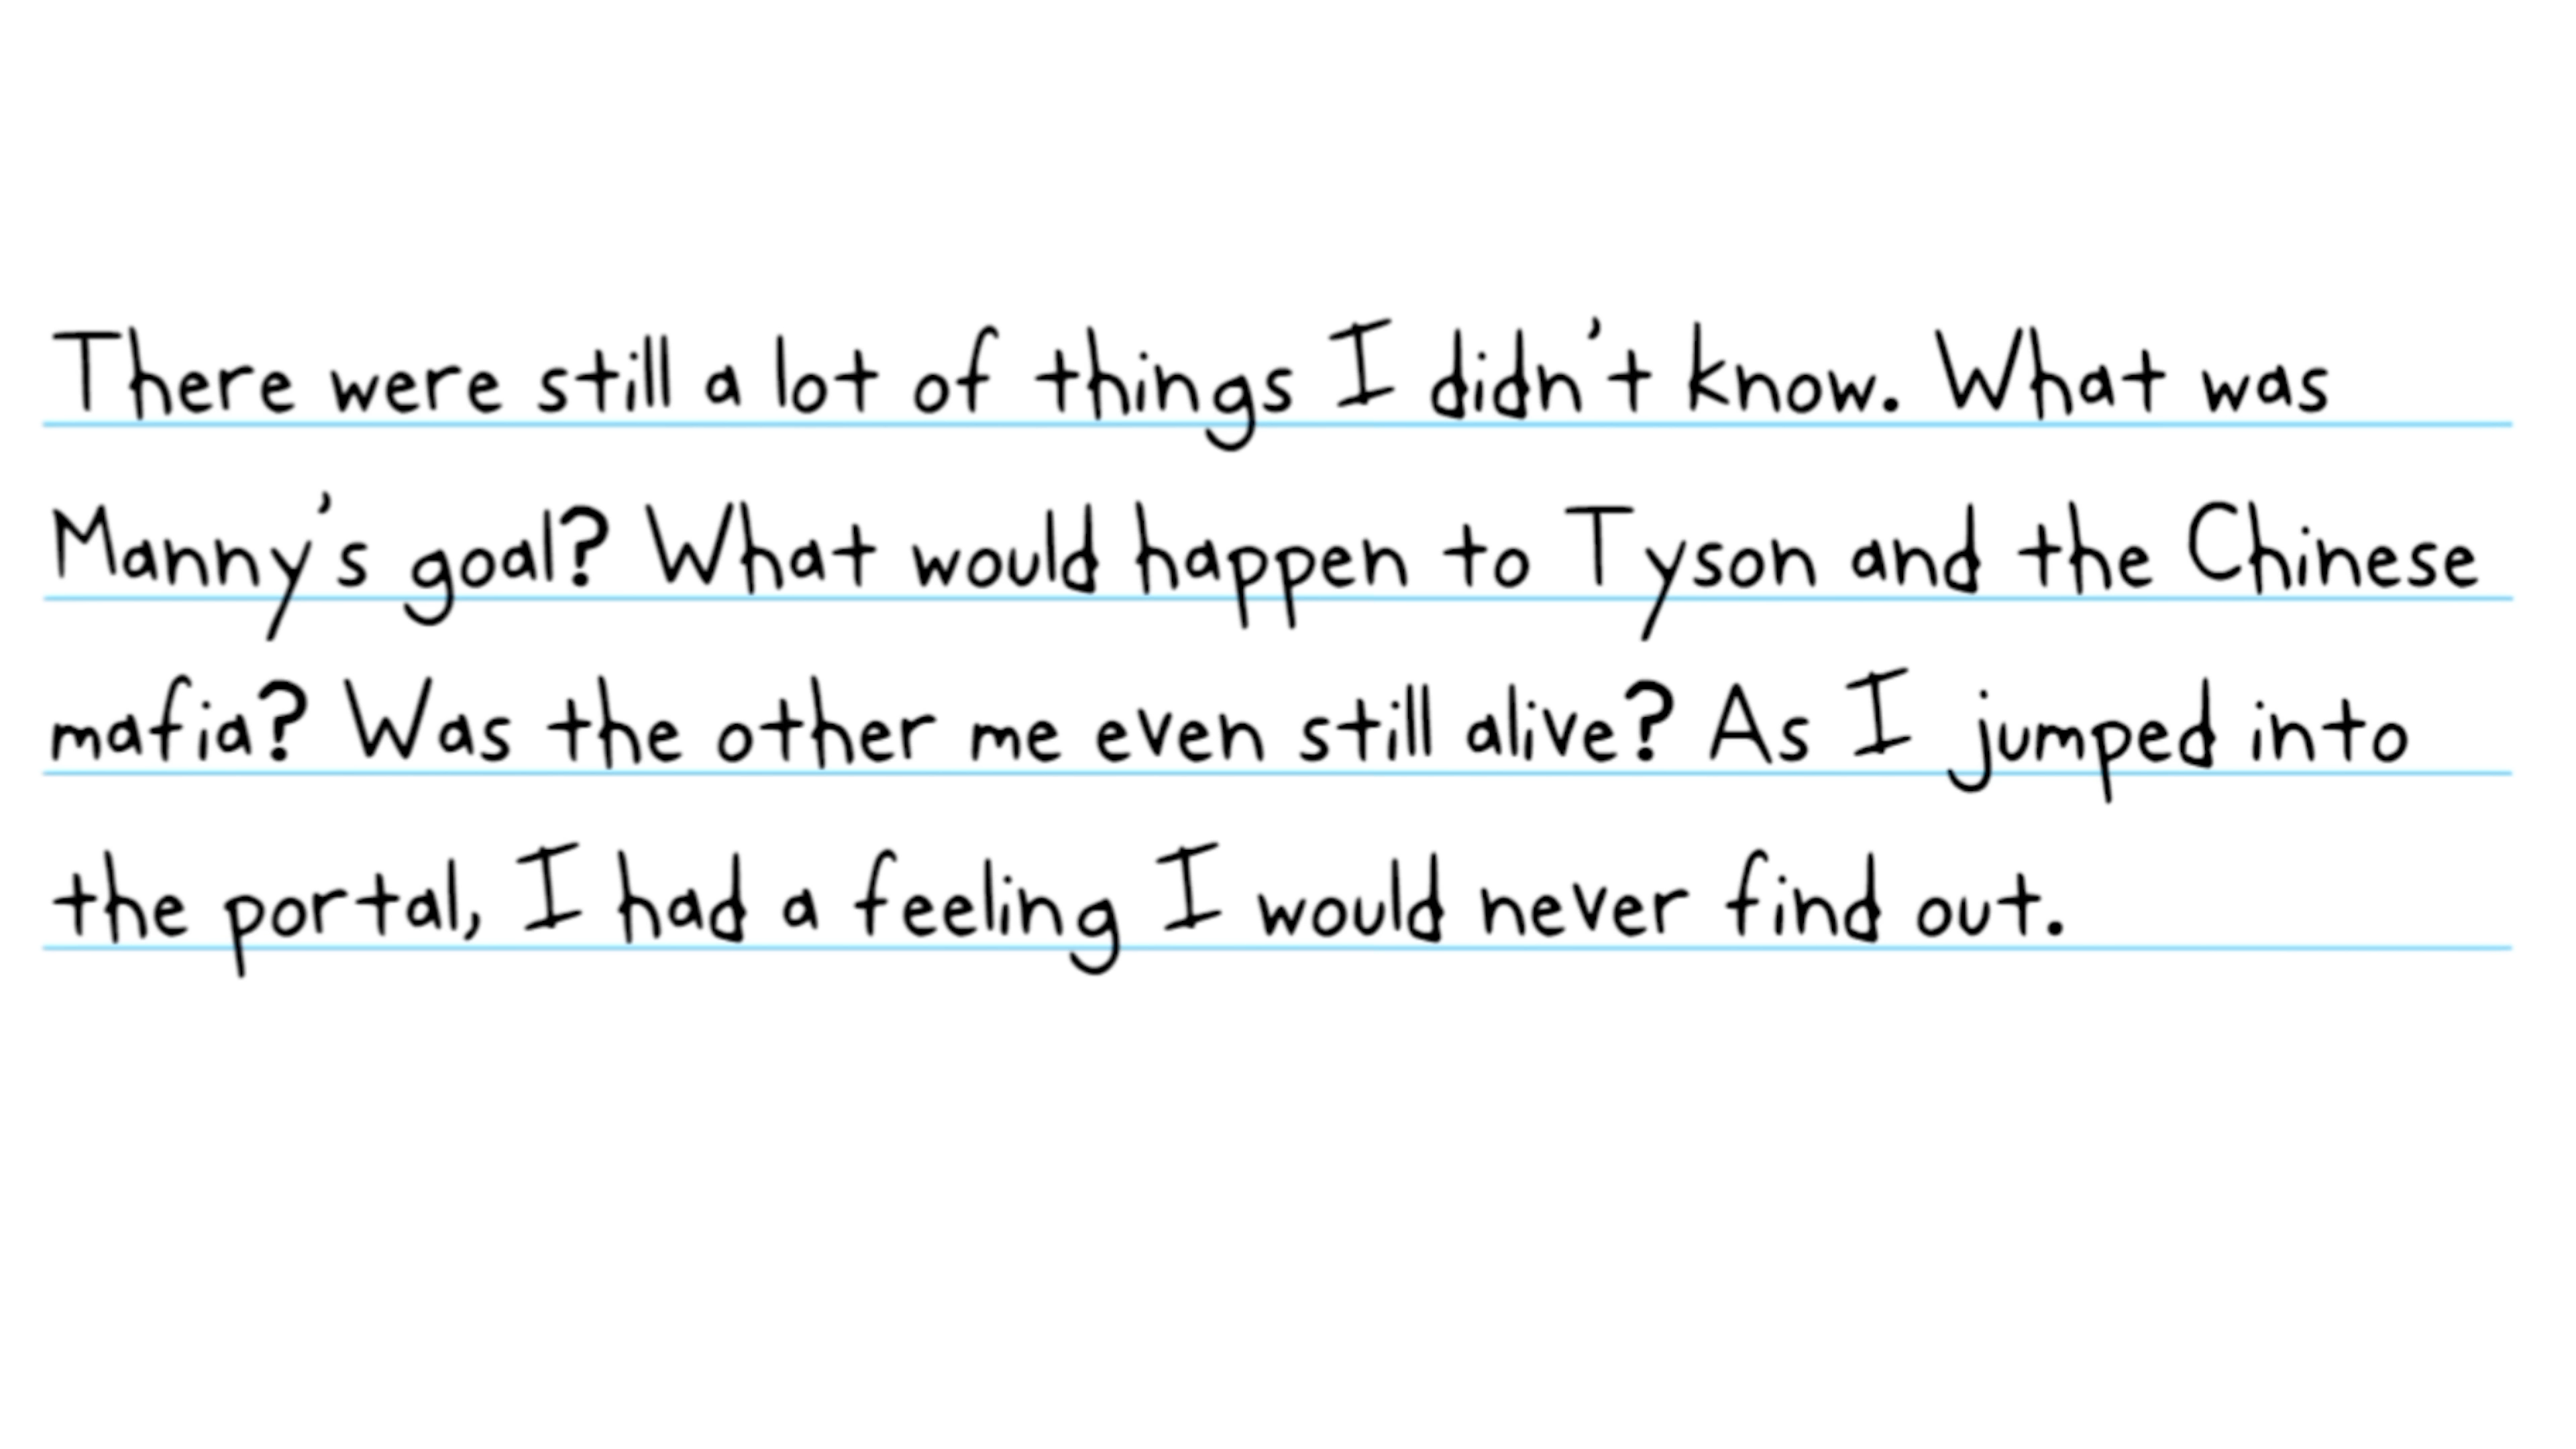 There were still a lot of things I didn't know. What was
Manny's goal? What would happen to Tyson and the Chinese
mafia? Was the other me even still alive? As I jumped into
the portal, I had a feeling I would never find out.